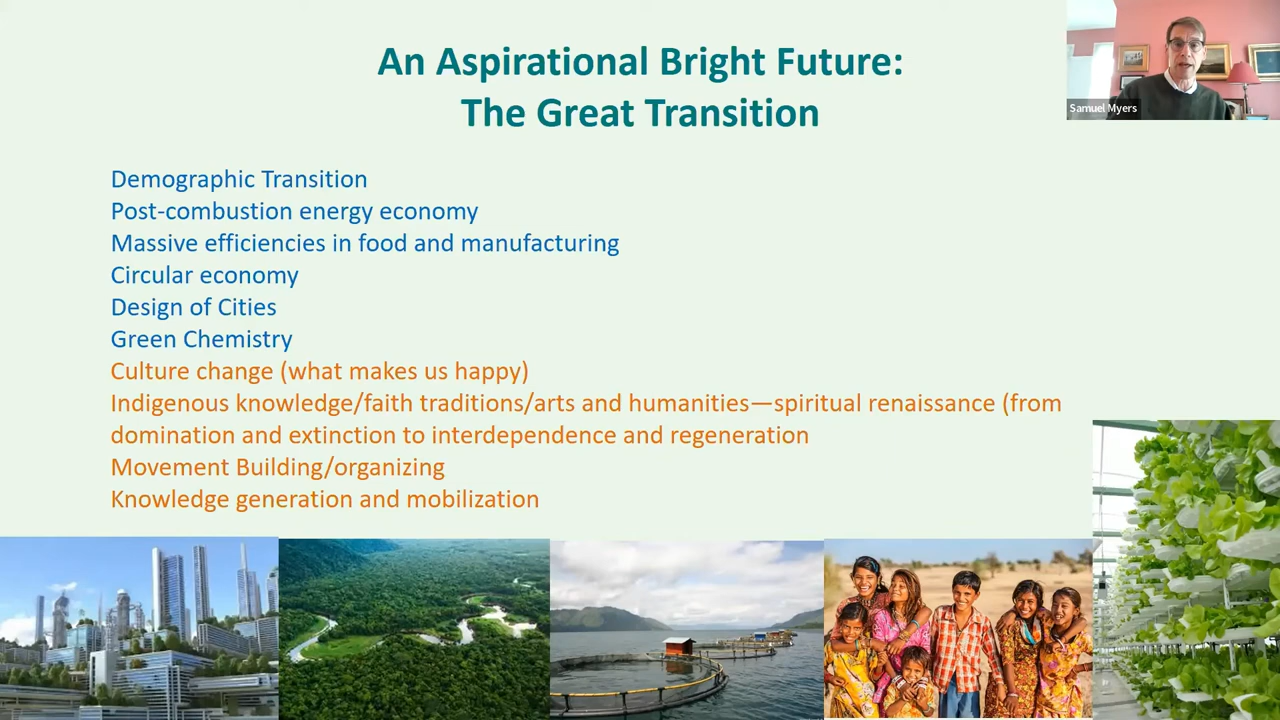 An Aspirational Bright Future:
The Great Transition
Samuel Myers
Demographic Transition
Post-combustion energy economy
Massive efficiencies in food and manufacturing
Circular economy
Design of Cities
Green Chemistry
Culture change (what makes us happy)
Indigenous knowledge/faith traditions/arts and humanities—spiritual renaissance (from
domination and extinction to interdependence and regeneration
Movement Building/organizing
Knowledge generation and mobilization